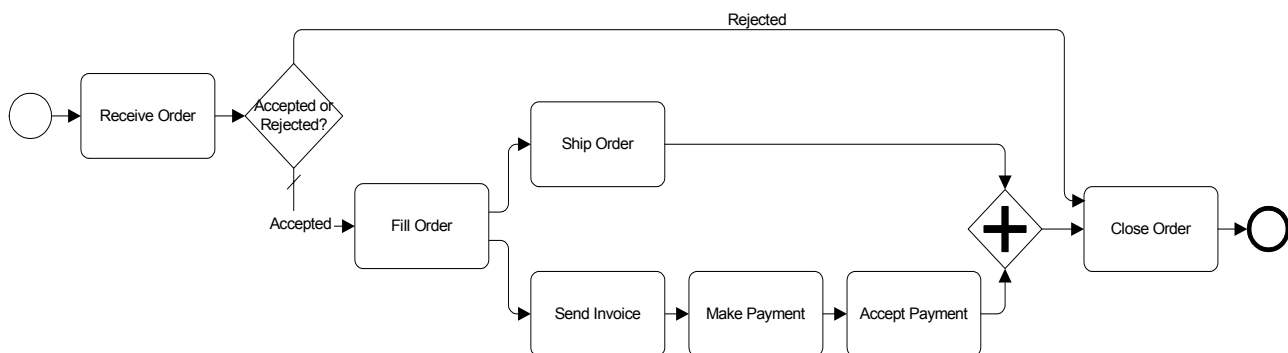 Rejected
Receive Order
Accepted or
Rejected?
Ship Order
Accepted
Fill Order
Close Order
Send Invoice
Make Payment
Accept Payment